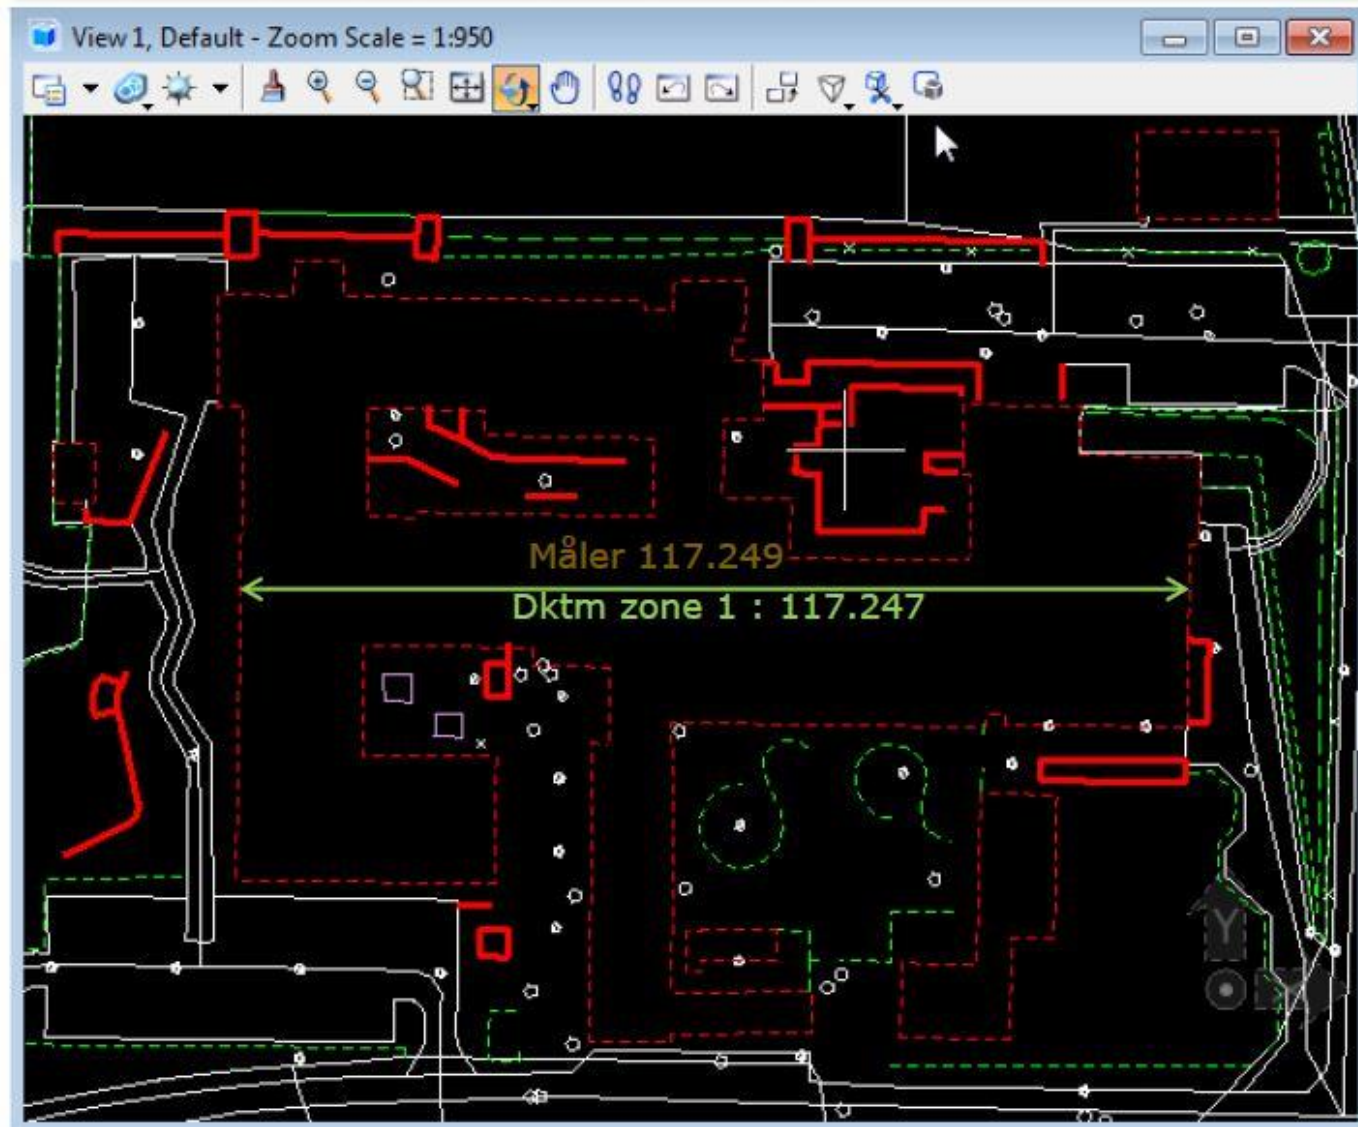 View 1, Default - Zoom Scale = 1:950
Måler 117.249
Dktm zone 1 : 117.247
Y